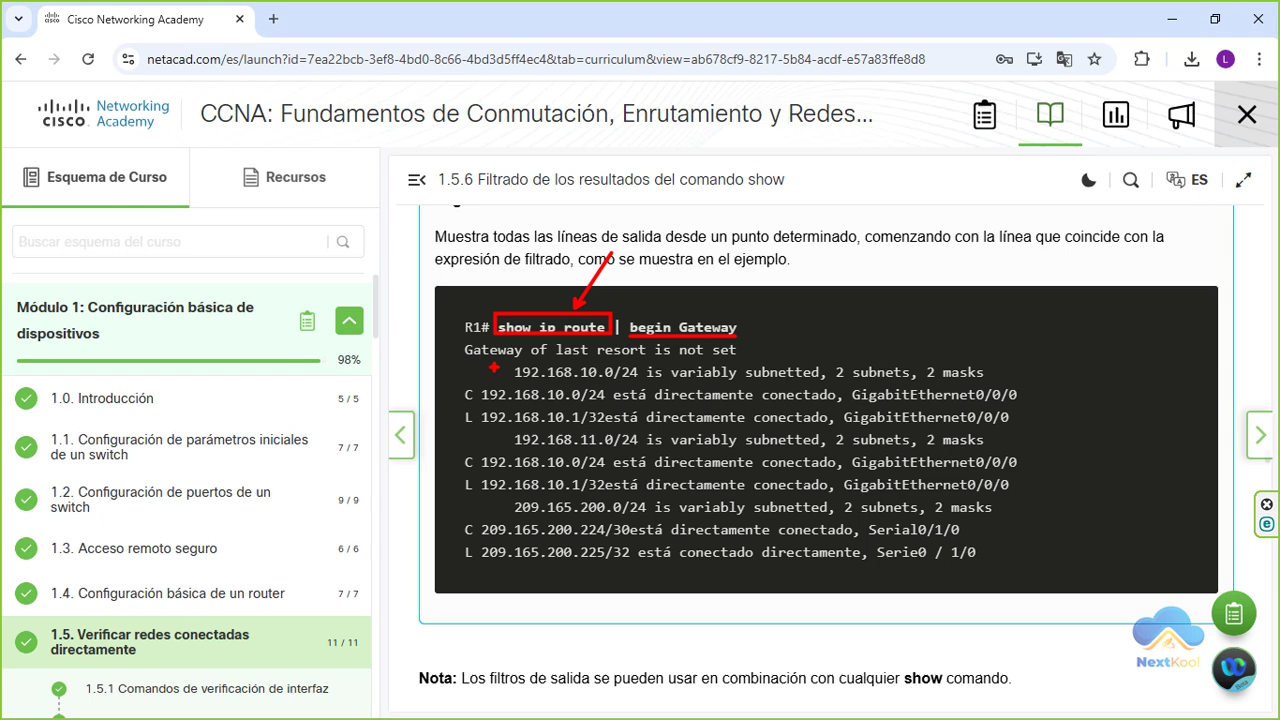 Cisco Networking Academy
netacad.com/es/launch?id=7ea22bcb-3ef8-4bd0-8c66-4bd3d5ffaec4&tab=curriculum&view=ab678cf9-8217-5b84-acdf-e57a83ffe8d8
L
CISCO
Networking
Academy
CCNA: Fundamentos de Conmutación, Enrutamiento y Redes...
Esquema de Curso
Recursos
1.5.6 Filtrado de los resultados del comando show
ES
Buscar esquema del curso
Módulo 1: Configuración básica de
dispositivos
98%
1.0. Introducción
5 / 5
1.1. Configuración de parámetros iniciales
de un switch
7 / 7
1.2. Configuración de puertos de un
switch
9 / 9
1.3. Acceso remoto seguro
6 / 6
1.4. Configuración básica de un router
7 / 7
1.5. Verificar redes conectadas
directamente
11 / 11
1.5.1 Comandos de verificación de interfaz
Muestra todas las líneas de salida desde un punto determinado, comenzando con la línea que coincide con la
expresión de filtrado, como se muestra en el ejemplo.
R1# show ip route | begin Gateway
Gateway of last resort is not set
192.168.10.0/24 is variably subnetted, 2 subnets, 2 masks
C 192.168.10.0/24 está directamente conectado, GigabitEthernet0/0/0
L 192.168.10.1/32está directamente conectado, GigabitEthernet0/0/0
192.168.11.0/24 is variably subnetted, 2 subnets, 2 masks
C 192.168.10.0/24 está directamente conectado, GigabitEthernet0/0/0
L 192.168.10.1/32está directamente conectado, GigabitEthernet0/0/0
209.165.200.0/24 is variably subnetted, 2 subnets, 2 masks
C 209.165.200.224/30está directamente conectado, Serial0/1/0
L 209.165.200.225/32 está conectado directamente, Serie0 / 1/0
NextKool
Beta
Nota: Los filtros de salida se pueden usar en combinación con cualquier show comando.